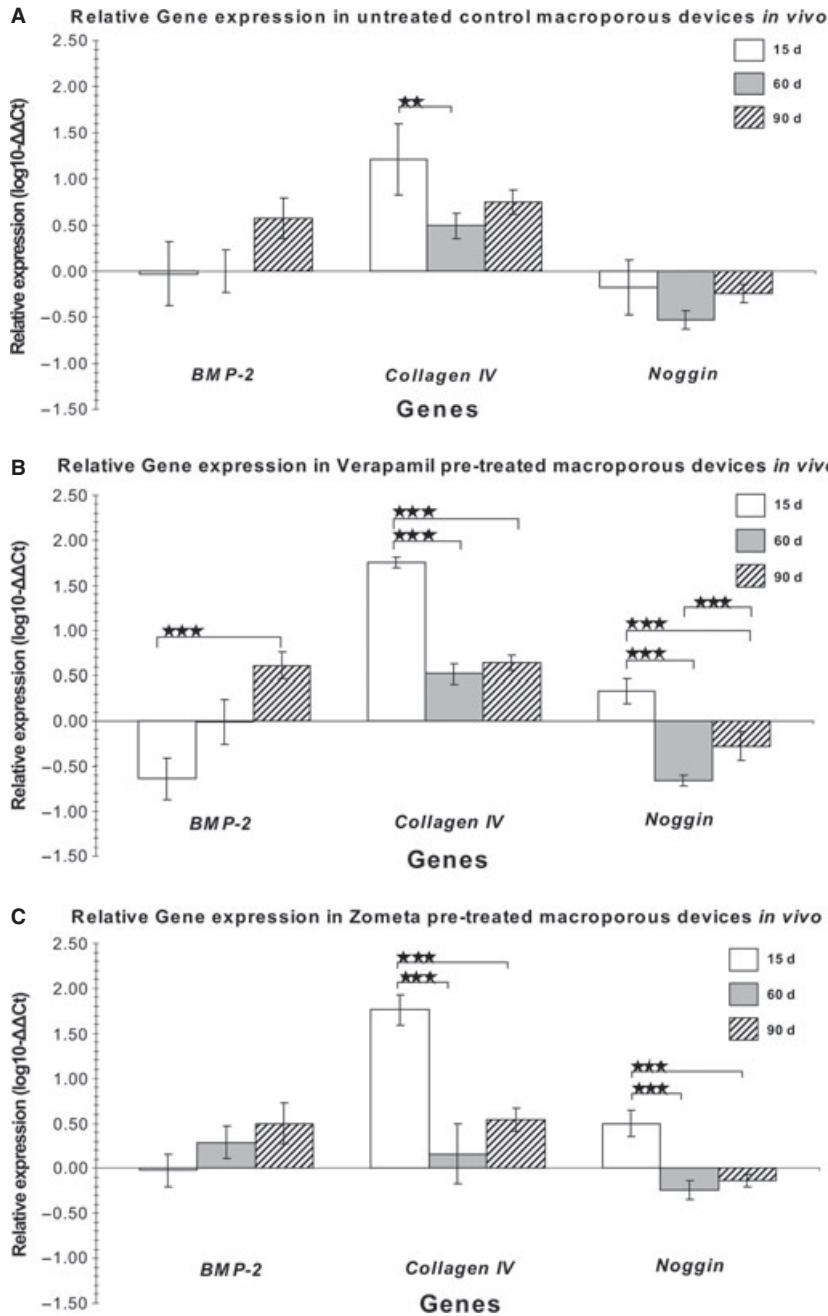 A Relative Gene expression in untreated control macroporous devices in vivo
Relative expression (log10-ΔΔCt)
2.50
2.00
1.50
1.00
0.50
0.00
−0.50
−1.00
−1.50
15 d
60 d
90 d
★★
BMP-2 Collagen IV Noggin
Genes
B Relative Gene expression in Verapamil pre-treated macroporous devices in vivo
Relative expression (log10-ΔΔCt)
2.50
2.00
1.50
1.00
0.50
0.00
−0.50
−1.00
−1.50
15 d
60 d
90 d
★★★
★★★
★★★
★★★
★★★
★★★
BMP-2 Collagen IV Noggin
Genes
C Relative Gene expression in Zometa pre-treated macroporous devices in vivo
Relative expression (log10-ΔΔCt)
2.50
2.00
1.50
1.00
0.50
0.00
−0.50
−1.00
−1.50
15 d
60 d
90 d
★★★
★★★
★★★
★★★
BMP-2 Collagen IV Noggin
Genes